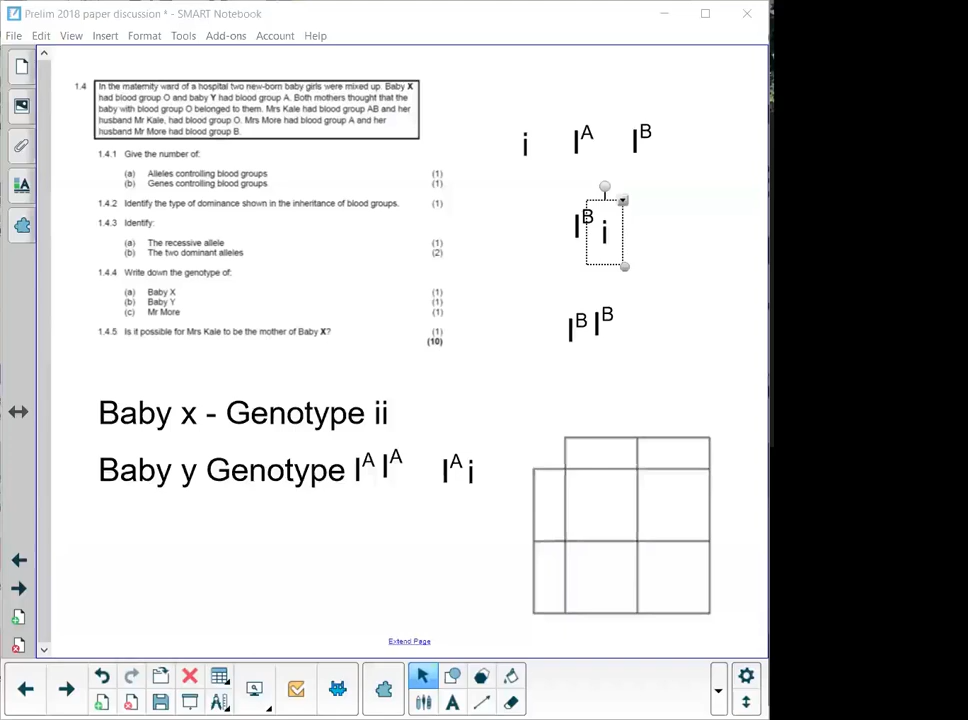 Prelim 2018 paper discussion * - SMART Notebook
File Edit View Insert Format Tools Add-ons Account Help
1.4 In the maternity ward of a hospital two new-born baby girls were mixed up. Baby X
had blood group O and baby Y had blood group A. Both mothers thought that the
baby with blood group O belonged to them. Mrs Kale had blood group AB and her
husband Mr Kale, had blood group O. Mrs More had blood group A and her
husband Mr More had blood group B.
1.4.1 Give the number of:
(a) Alleles controlling blood groups (1)
(b) Genes controlling blood groups (1)
1.4.2 Identify the type of dominance shown in the inheritance of blood groups. (1)
1.4.3 Identify:
(a) The recessive allele (1)
(b) The two dominant alleles (2)
1.4.4 Write down the genotype of:
(a) Baby X (1)
(b) Baby Y (1)
(c) Mr More (1)
1.4.5 Is it possible for Mrs Kale to be the mother of Baby X? (1)
(10)
i I^A I^B
I^B i
I^B I^B
Baby x - Genotype ii
Baby y Genotype I^A I^A I^A i
Extend Page